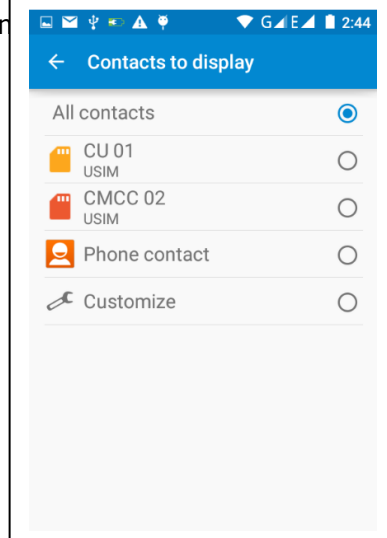 n
G E 2:44
Contacts to display
All contacts
CU 01
USIM
CMCC 02
USIM
Phone contact
Customize